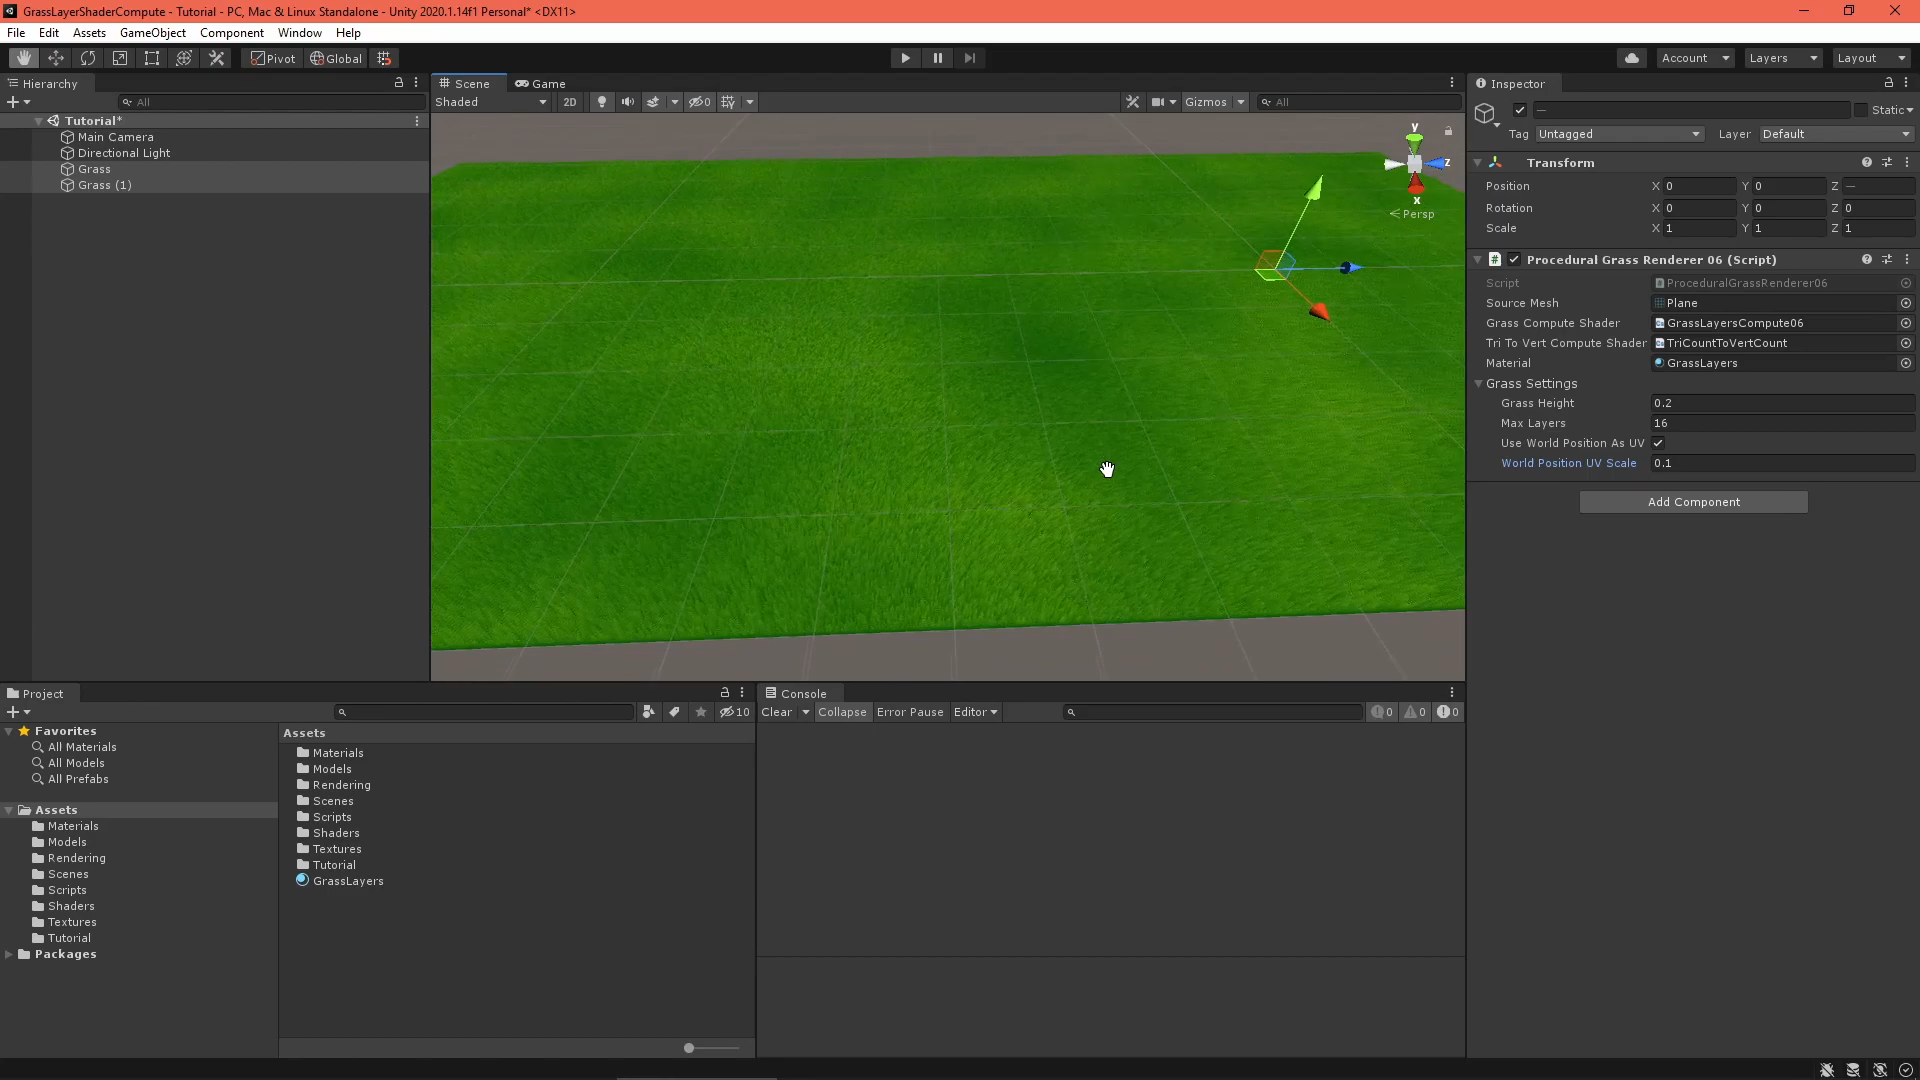 GrassLayerShaderCompute - Tutorial - PC, Mac & Linux Standalone - Unity 2020.1.14f1 Personal* <DX11>
File Edit Assets GameObject Component Window Help
Pivot Global Account Layers Layout
Hierarchy
All
Tutorial*
Main Camera
Directional Light
Grass
Grass (1)
Scene Game
Shaded 2D 0 Gizmos All
y
z
x
Persp
Inspector
— Static
Tag Untagged Layer Default
Transform
Position X 0 Y 0 Z —
Rotation X 0 Y 0 Z 0
Scale X 1 Y 1 Z 1
Procedural Grass Renderer 06 (Script)
Script ProceduralGrassRenderer06
Source Mesh Plane
Grass Compute Shader GrassLayersCompute06
Tri To Vert Compute Shader TriCountToVertCount
Material GrassLayers
Grass Settings
Grass Height 0.2
Max Layers 16
Use World Position As UV
World Position UV Scale 0.1
Add Component
Project
10
Favorites
All Materials
All Models
All Prefabs
Assets
Materials
Models
Rendering
Scenes
Scripts
Shaders
Textures
Tutorial
Packages
Assets
Materials
Models
Rendering
Scenes
Scripts
Shaders
Textures
Tutorial
GrassLayers
Console
Clear Collapse Error Pause Editor 0 0 0